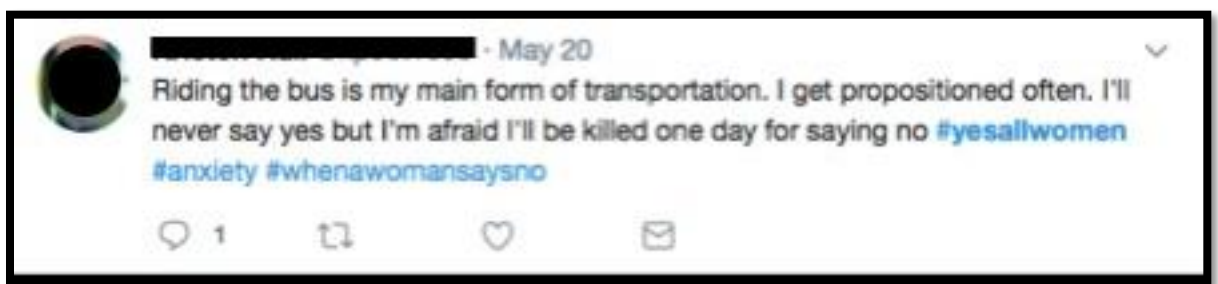 · May 20
Riding the bus is my main form of transportation. I get propositioned often. I'll
never say yes but I'm afraid I'll be killed one day for saying no #yesallwomen
#anxiety #whenawomansaysno
1